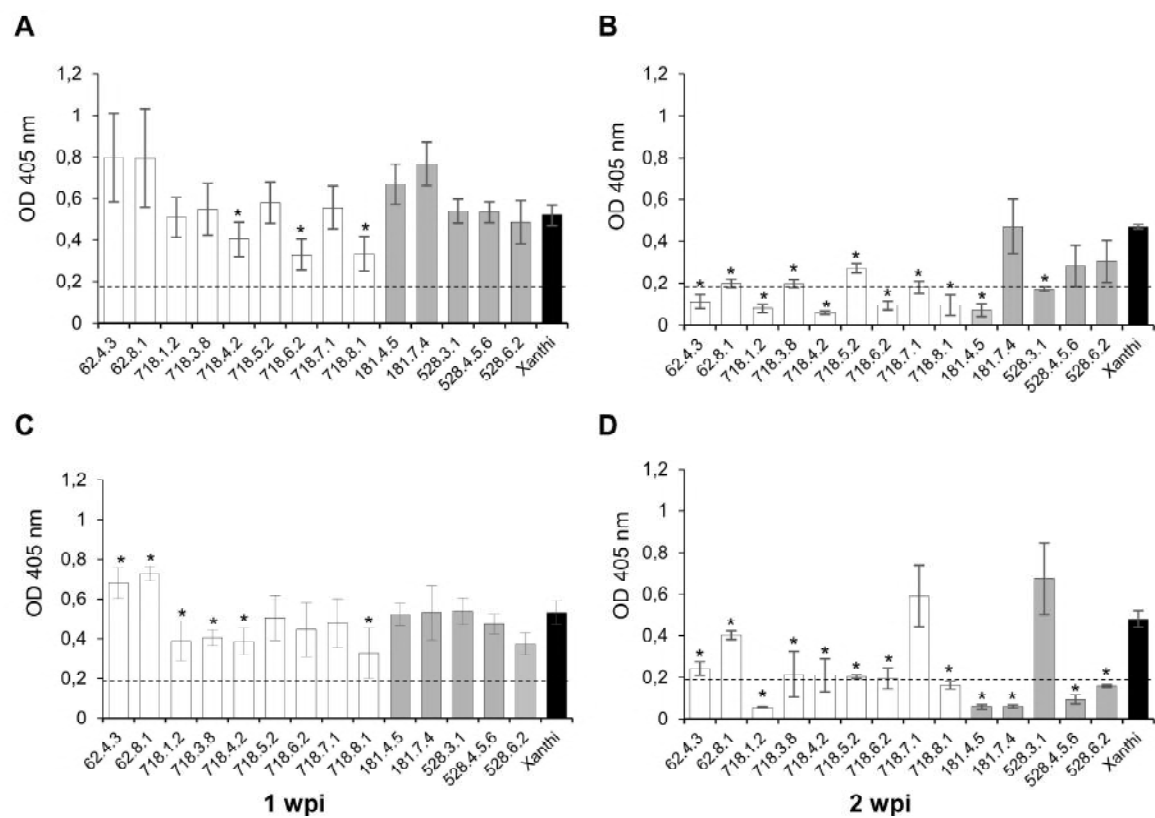 A
OD 405 nm
1,2
1
0,8
0,6
0,4
0,2
0
* * *
62.4.3 62.8.1 718.1.2 718.3.8 718.4.2 718.5.2 718.6.2 718.7.1 718.8.1 181.4.5 181.7.4 528.3.1 528.4.5.6 528.6.2 Xanthi
B
OD 405 nm
1,2
1
0,8
0,6
0,4
0,2
0
* * * * * * * * * * *
62.4.3 62.8.1 718.1.2 718.3.8 718.4.2 718.5.2 718.6.2 718.7.1 718.8.1 181.4.5 181.7.4 528.3.1 528.4.5.6 528.6.2 Xanthi
C
OD 405 nm
1,2
1
0,8
0,6
0,4
0,2
0
* * * * * *
62.4.3 62.8.1 718.1.2 718.3.8 718.4.2 718.5.2 718.6.2 718.7.1 718.8.1 181.4.5 181.7.4 528.3.1 528.4.5.6 528.6.2 Xanthi
1 wpi
D
OD 405 nm
1,2
1
0,8
0,6
0,4
0,2
0
* * * * * * * * * * * *
62.4.3 62.8.1 718.1.2 718.3.8 718.4.2 718.5.2 718.6.2 718.7.1 718.8.1 181.4.5 181.7.4 528.3.1 528.4.5.6 528.6.2 Xanthi
2 wpi